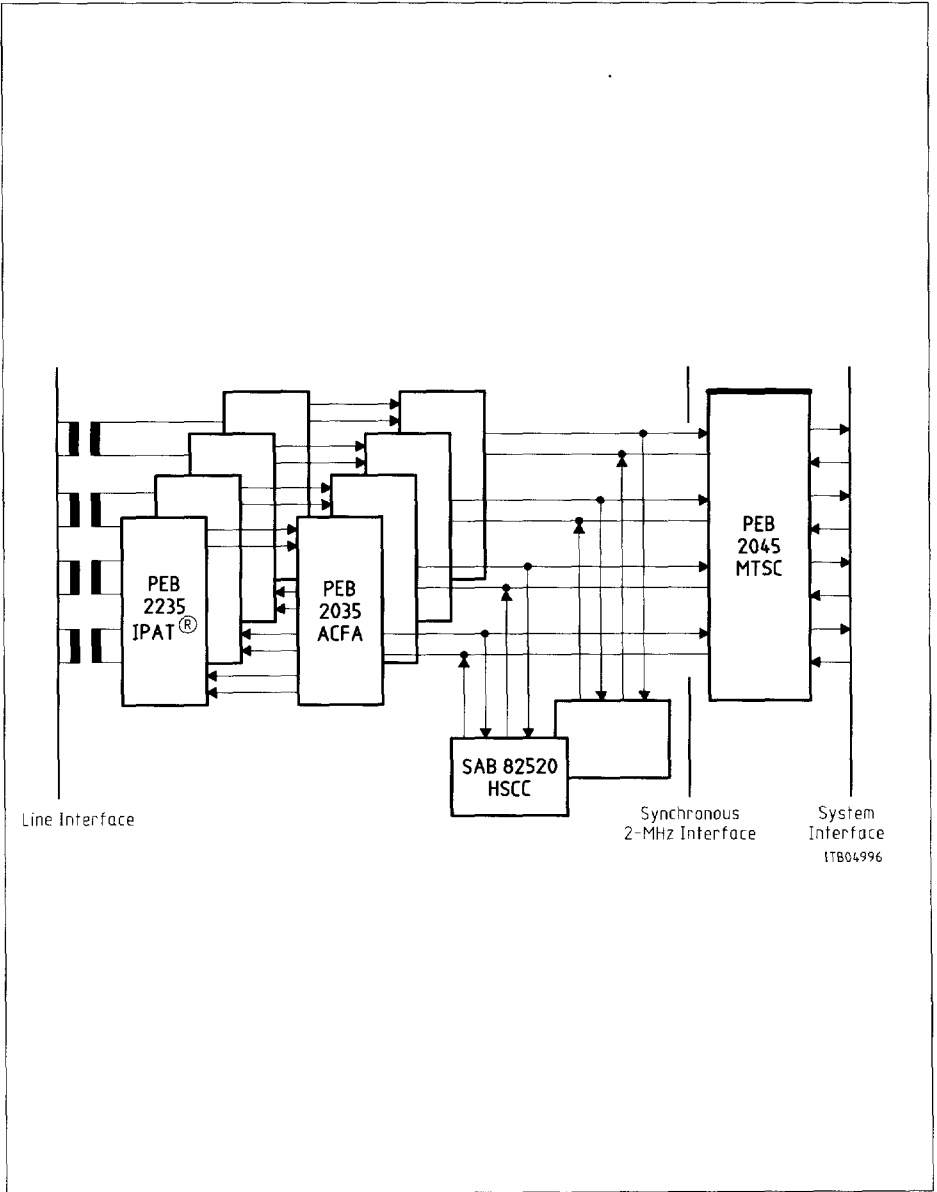 PEB
2235
IPAT®
PEB
2035
ACFA
PEB
2045
MTSC
SAB 82520
HSCC
Line Interface
Synchronous
2-MHz Interface
System
Interface
ITB04996